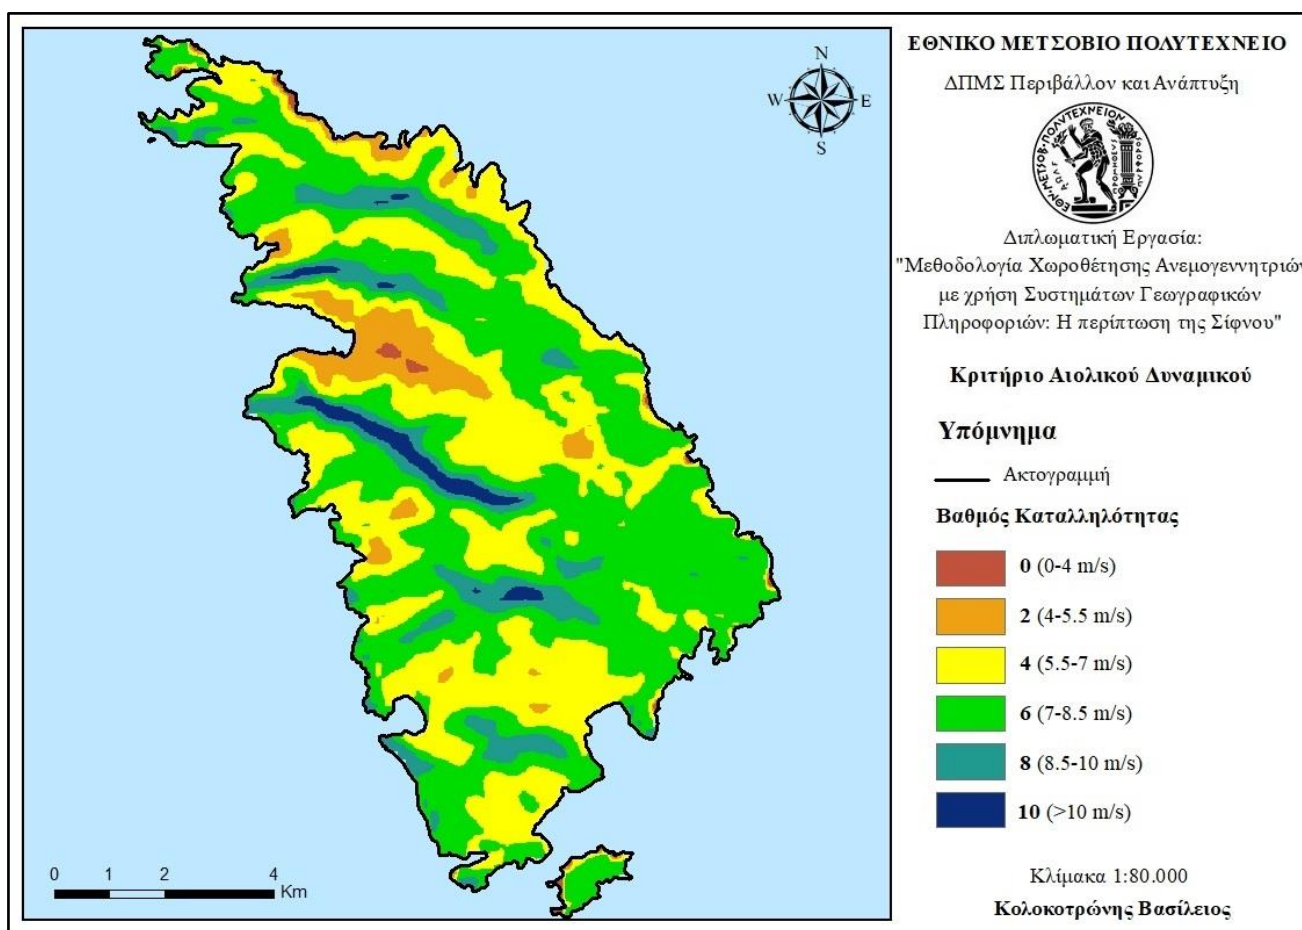 ΕΘΝΙΚΟ ΜΕΤΣΟΒΙΟ ΠΟΛΥΤΕΧΝΕΙΟ
ΔΠΜΣ Περιβάλλον και Ανάπτυξη
Διπλωματική Εργασία:
"Μεθοδολογία Χωροθέτησης Ανεμογεννητριών
με χρήση Συστημάτων Γεωγραφικών
Πληροφοριών: Η περίπτωση της Σίφνου"
Κριτήριο Αιολικού Δυναμικού
Υπόμνημα
Ακτογραμμή
Βαθμός Καταλληλότητας
0 (0-4 m/s)
2 (4-5.5 m/s)
4 (5.5-7 m/s)
6 (7-8.5 m/s)
8 (8.5-10 m/s)
10 (>10 m/s)
Κλίμακα 1:80.000
Κολοκοτρώνης Βασίλειος
N
W E
S
0 1 2 4
Km